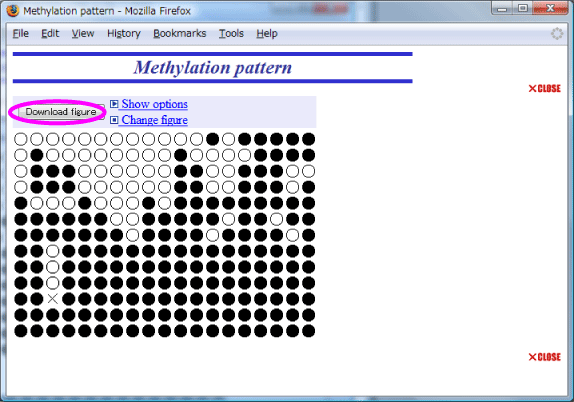 Methylation pattern - Mozilla Firefox
File Edit View History Bookmarks Tools Help
Methylation pattern
CLOSE
Download figure
Show options
Change figure
CLOSE